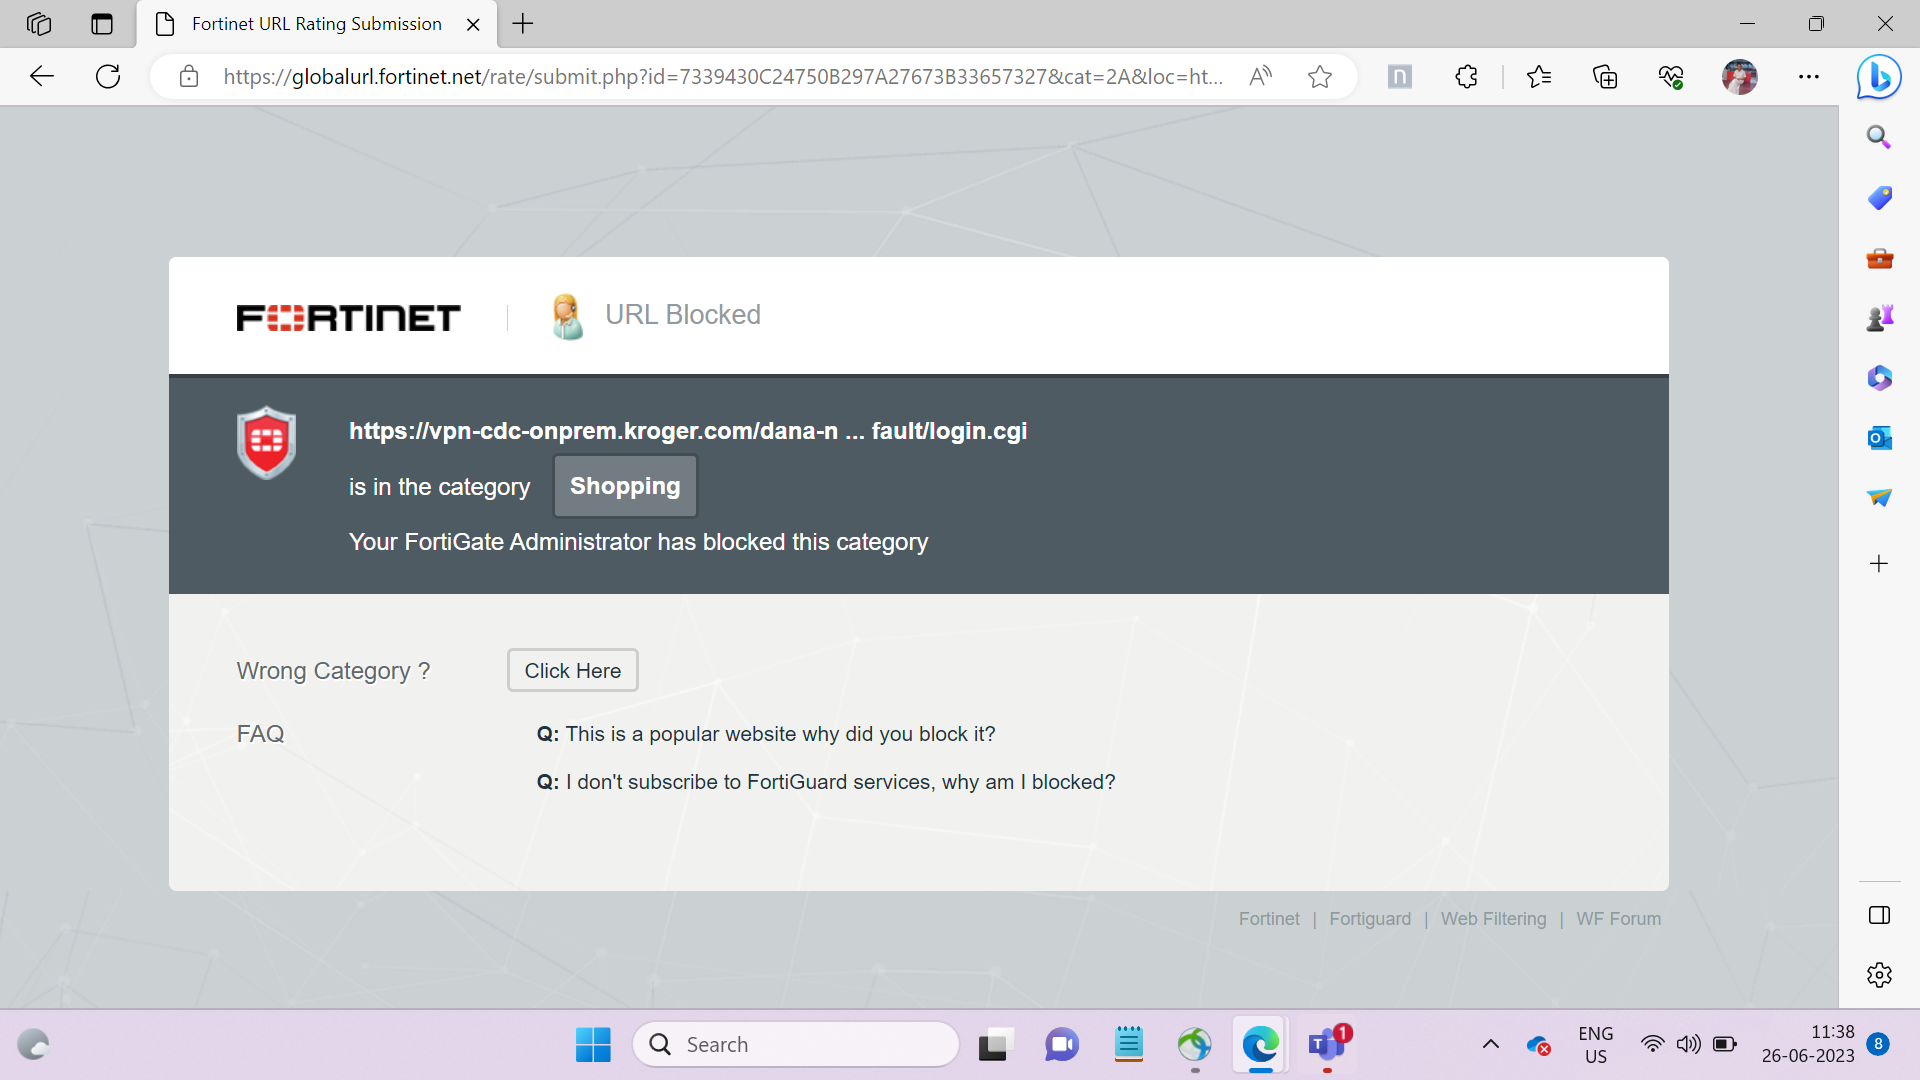 Fortinet URL Rating Submission
https://globalurl.fortinet.net/rate/submit.php?id=7339430C24750B297A27673B33657327&cat=2A&loc=ht...
FORTINET
URL Blocked
https://vpn-cdc-onprem.kroger.com/dana-n ... fault/login.cgi
is in the category Shopping
Your FortiGate Administrator has blocked this category
Wrong Category ? Click Here
FAQ
Q: This is a popular website why did you block it?
Q: I don't subscribe to FortiGuard services, why am I blocked?
Fortinet | Fortiguard | Web Filtering | WF Forum
Search
1
ENG
US
11:38
26-06-2023
8